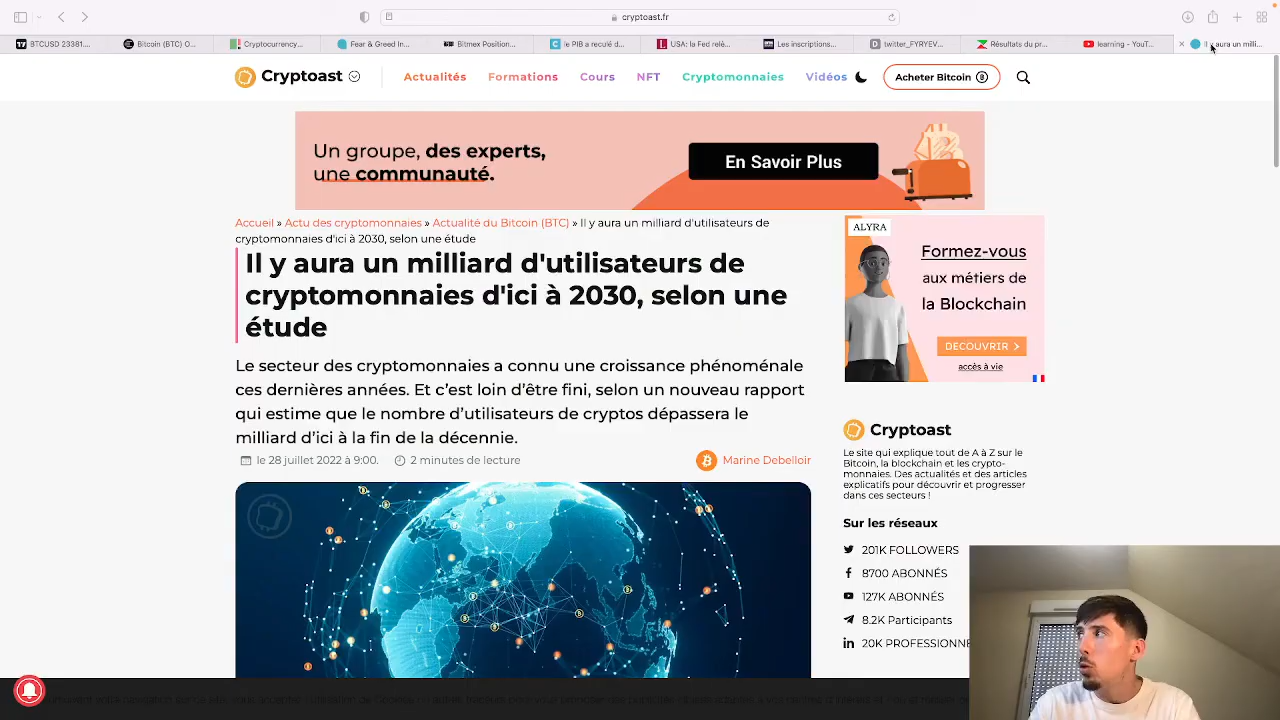 cryptoast.fr
BTCUSD 23381....
Bitcoin (BTC) O...
Cryptocurrency...
Fear & Greed In...
Bitmex Position...
le PIB a reculé d...
USA: la Fed relè...
Les inscriptions...
twitter_FYRYEV...
Résultats du pr...
learning - YouT...
Il y aura un milli...
Cryptoast
Actualités
Formations
Cours
NFT
Cryptomonnaies
Vidéos
Acheter Bitcoin
Un groupe, des experts,
une communauté.
En Savoir Plus
Accueil » Actu des cryptomonnaies » Actualité du Bitcoin (BTC) » Il y aura un milliard d'utilisateurs de
cryptomonnaies d'ici à 2030, selon une étude
Il y aura un milliard d'utilisateurs de
cryptomonnaies d'ici à 2030, selon une
étude
Le secteur des cryptomonnaies a connu une croissance phénoménale
ces dernières années. Et c'est loin d'être fini, selon un nouveau rapport
qui estime que le nombre d'utilisateurs de cryptos dépassera le
milliard d'ici à la fin de la décennie.
le 28 juillet 2022 à 9:00.
2 minutes de lecture
Marine Debelloir
ALYRA
Formez-vous
aux métiers de
la Blockchain
DECOUVRIR >
accès à vie
Cryptoast
Le site qui explique tout de A à Z sur le
Bitcoin, la blockchain et les crypto-
monnaies. Des actualités et des articles
explicatifs pour découvrir et progresser
dans ces secteurs !
Sur les réseaux
201K FOLLOWERS
8700 ABONNÉS
127K ABONNÉS
8.2K Participants
20K PROFESSIONNE